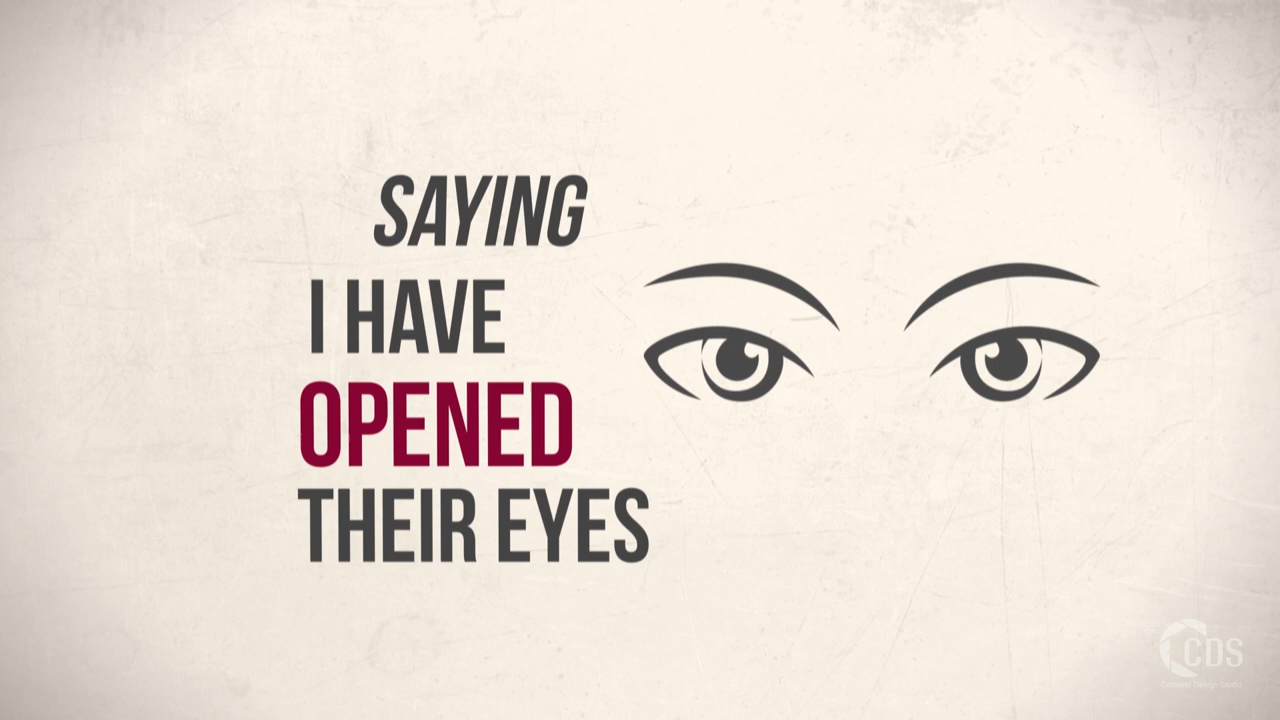 SAYING
I HAVE
OPENED
THEIR EYES
CDS